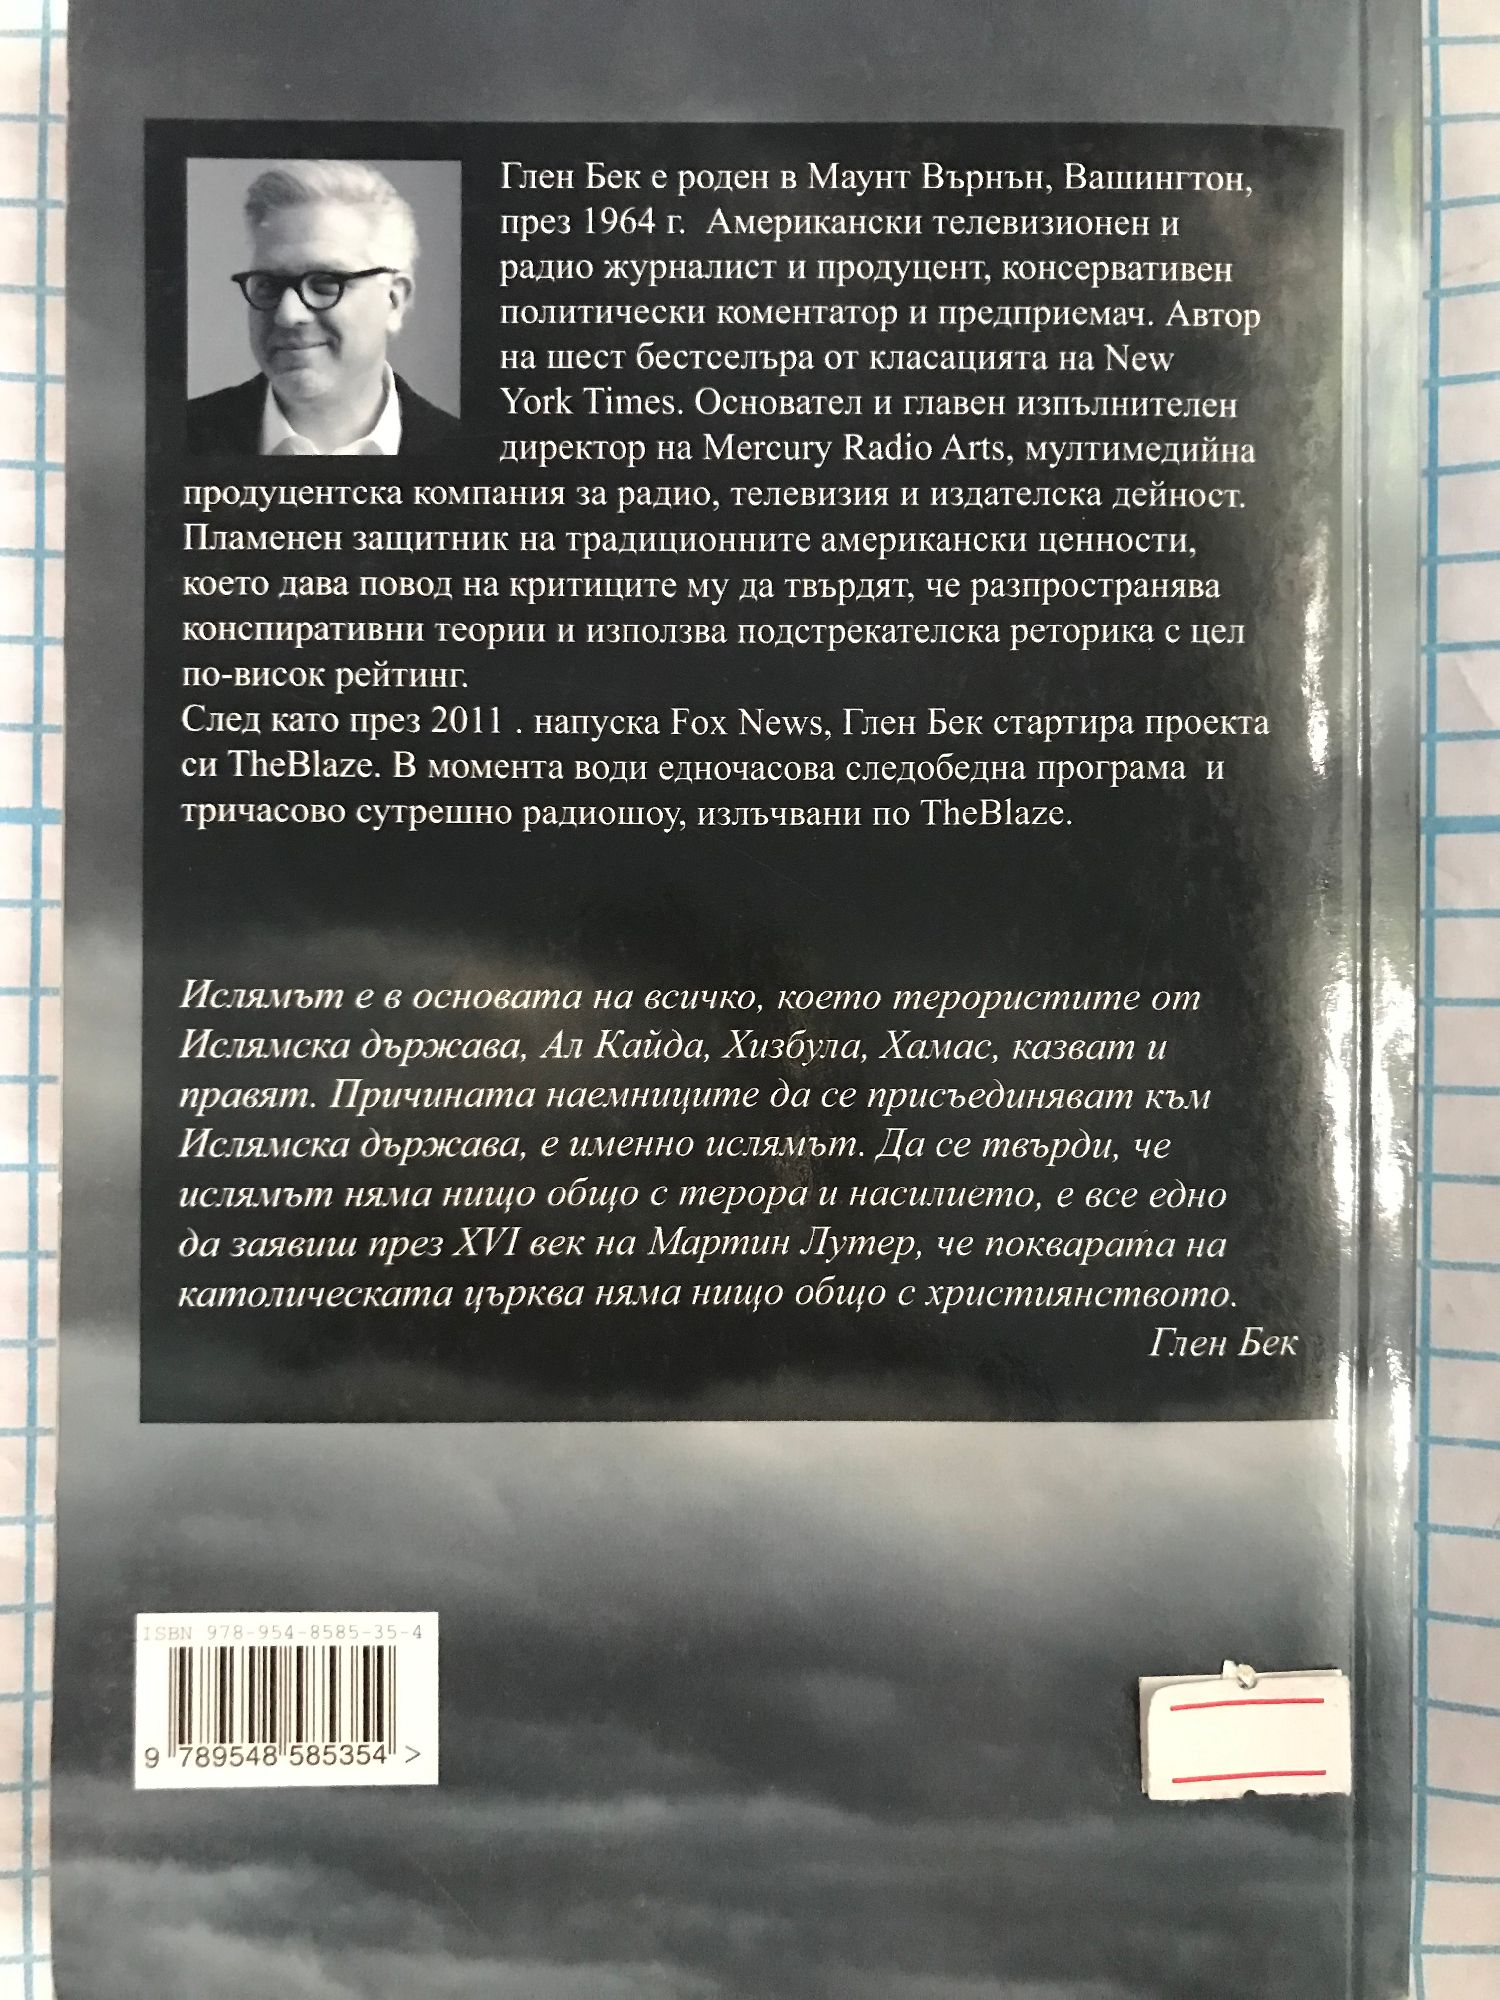 Глен Бек е роден в Маунт Върнън, Вашингтон,
през 1964 г. Американски телевизионен и
радио журналист и продуцент, консервативен
политически коментатор и предприемач. Автор
на шест бестселъра от класацията на New
York Times. Основател и главен изпълнителен
директор на Mercury Radio Arts, мултимедийна
продуцентска компания за радио, телевизия и издателска дейност.
Пламенен защитник на традиционните американски ценности,
което дава повод на критиците му да твърдят, че разпространява
конспиративни теории и използва подстрекателска реторика с цел
по-висок рейтинг.
След като през 2011 . напуска Fox News, Глен Бек стартира проекта
си TheBlaze. В момента води едночасова следобедна програма и
тричасово сутрешно радиошоу, излъчвани по TheBlaze.
Ислямът е в основата на всичко, което терористите от
Ислямска държава, Ал Кайда, Хизбула, Хамас, казват и
правят. Причината наемниците да се присъединяват към
Ислямска държава, е именно ислямът. Да се твърди, че
ислямът няма нищо общо с терора и насилието, е все едно
да заявиш през XVI век на Мартин Лутер, че покварата на
католическата църква няма нищо общо с християнството.
Глен Бек
ISBN 978-954-8585-35-4
9 789548 585354 >